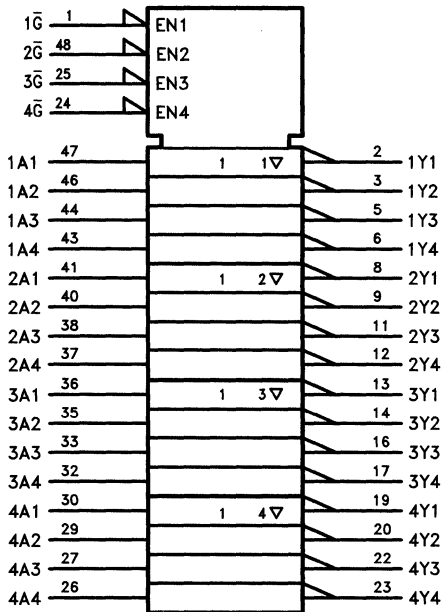 1G̅ 1 EN1
2G̅ 48 EN2
3G̅ 25 EN3
4G̅ 24 EN4
1A1 47 1 1▽ 2 1Y1
1A2 46 3 1Y2
1A3 44 5 1Y3
1A4 43 6 1Y4
2A1 41 1 2▽ 8 2Y1
2A2 40 9 2Y2
2A3 38 11 2Y3
2A4 37 12 2Y4
3A1 36 1 3▽ 13 3Y1
3A2 35 14 3Y2
3A3 33 16 3Y3
3A4 32 17 3Y4
4A1 30 1 4▽ 19 4Y1
4A2 29 20 4Y2
4A3 27 22 4Y3
4A4 26 23 4Y4